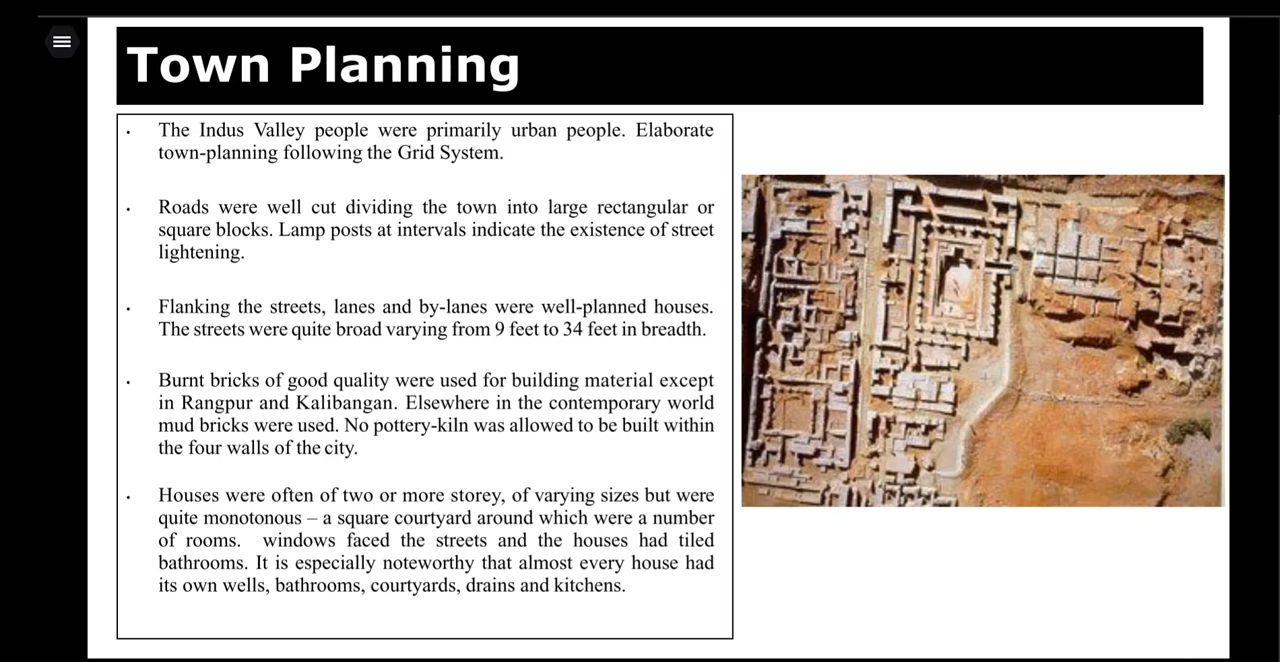 Town Planning
• The Indus Valley people were primarily urban people. Elaborate
town-planning following the Grid System.
• Roads were well cut dividing the town into large rectangular or
square blocks. Lamp posts at intervals indicate the existence of street
lightening.
• Flanking the streets, lanes and by-lanes were well-planned houses.
The streets were quite broad varying from 9 feet to 34 feet in breadth.
• Burnt bricks of good quality were used for building material except
in Rangpur and Kalibangan. Elsewhere in the contemporary world
mud bricks were used. No pottery-kiln was allowed to be built within
the four walls of the city.
• Houses were often of two or more storey, of varying sizes but were
quite monotonous – a square courtyard around which were a number
of rooms. windows faced the streets and the houses had tiled
bathrooms. It is especially noteworthy that almost every house had
its own wells, bathrooms, courtyards, drains and kitchens.